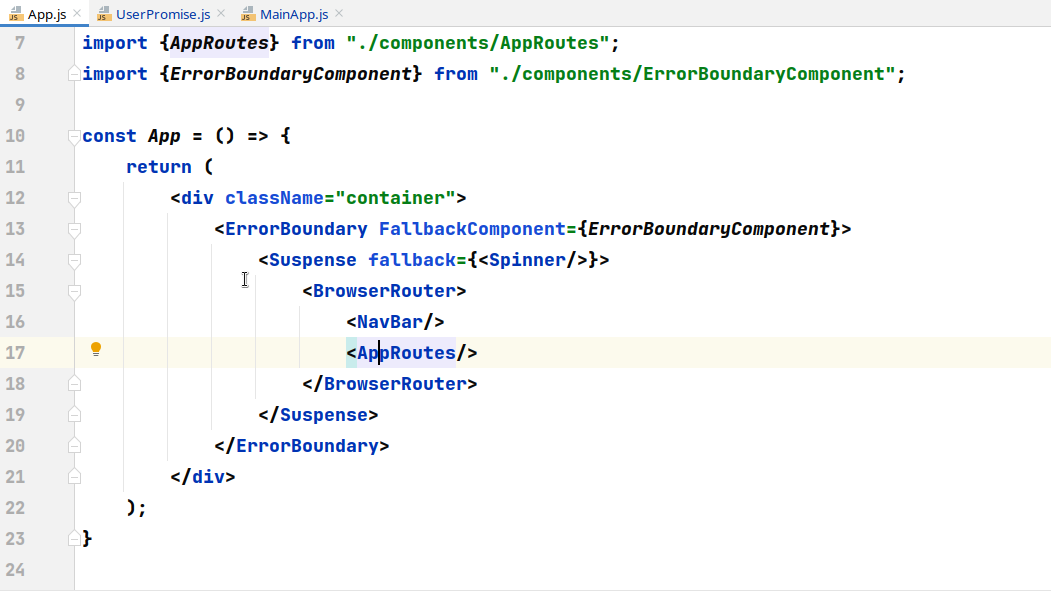 App.js UserPromise.js MainApp.js
7 import {AppRoutes} from "./components/AppRoutes";
8 import {ErrorBoundaryComponent} from "./components/ErrorBoundaryComponent";
9
10 const App = () => {
11     return (
12         <div className="container">
13             <ErrorBoundary FallbackComponent={ErrorBoundaryComponent}>
14                 <Suspense fallback={<Spinner/>}>
15                     <BrowserRouter>
16                         <NavBar/>
17                         <AppRoutes/>
18                     </BrowserRouter>
19                 </Suspense>
20             </ErrorBoundary>
21         </div>
22     );
23 }
24